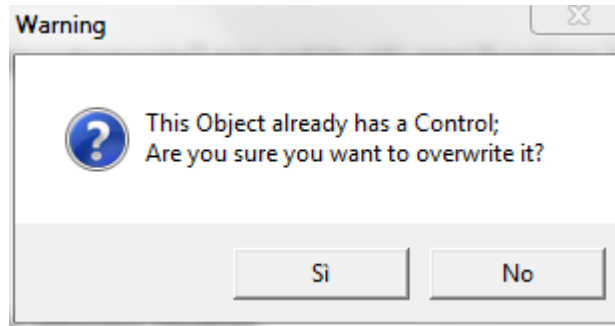 Warning
This Object already has a Control;
Are you sure you want to overwrite it?
Sì
No